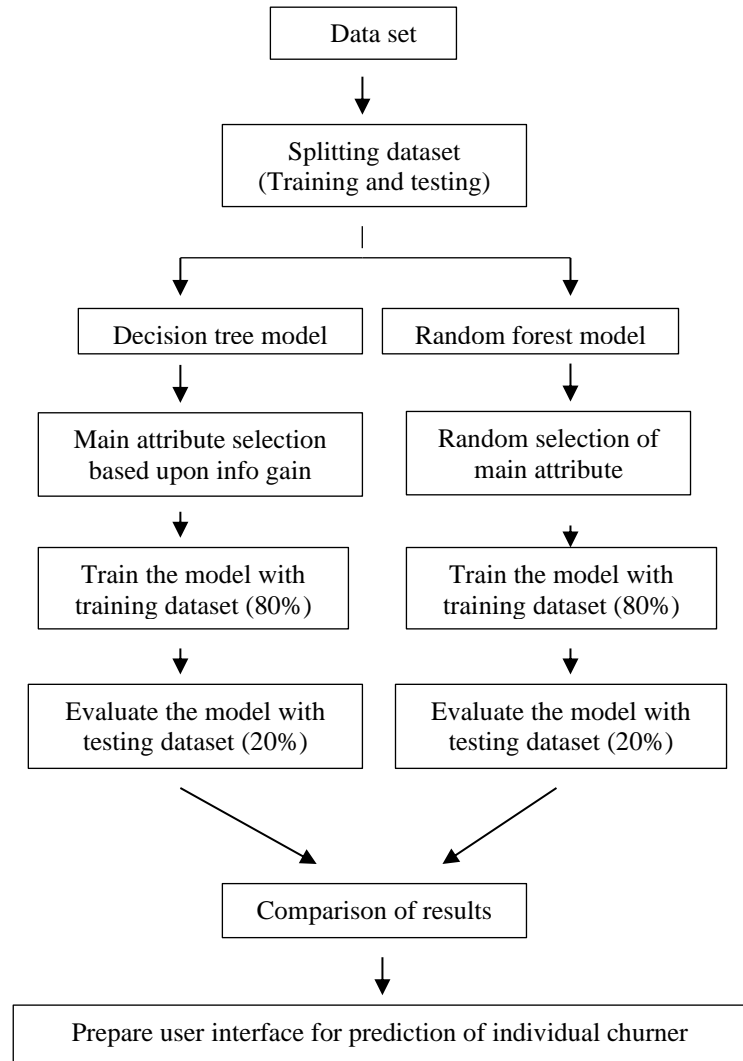 Data set
Splitting dataset
(Training and testing)
Decision tree model
Random forest model
Main attribute selection
based upon info gain
Random selection of
main attribute
Train the model with
training dataset (80%)
Train the model with
training dataset (80%)
Evaluate the model with
testing dataset (20%)
Evaluate the model with
testing dataset (20%)
Comparison of results
Prepare user interface for prediction of individual churner